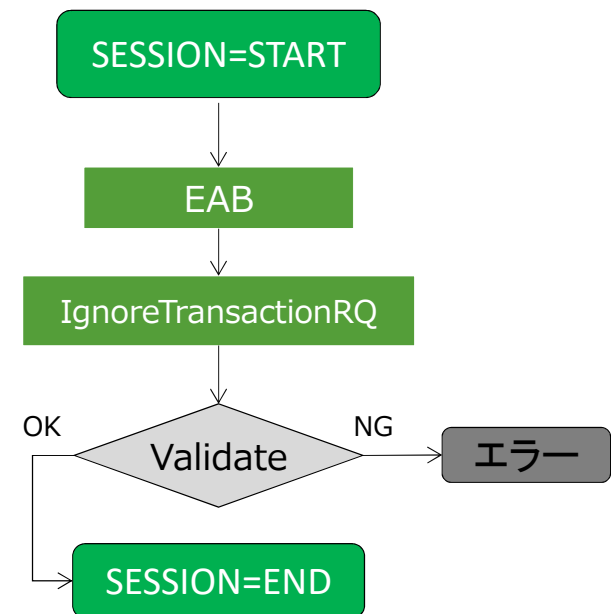 SESSION=START
EAB
IgnoreTransactionRQ
OK
NG
Validate
エラー
SESSION=END